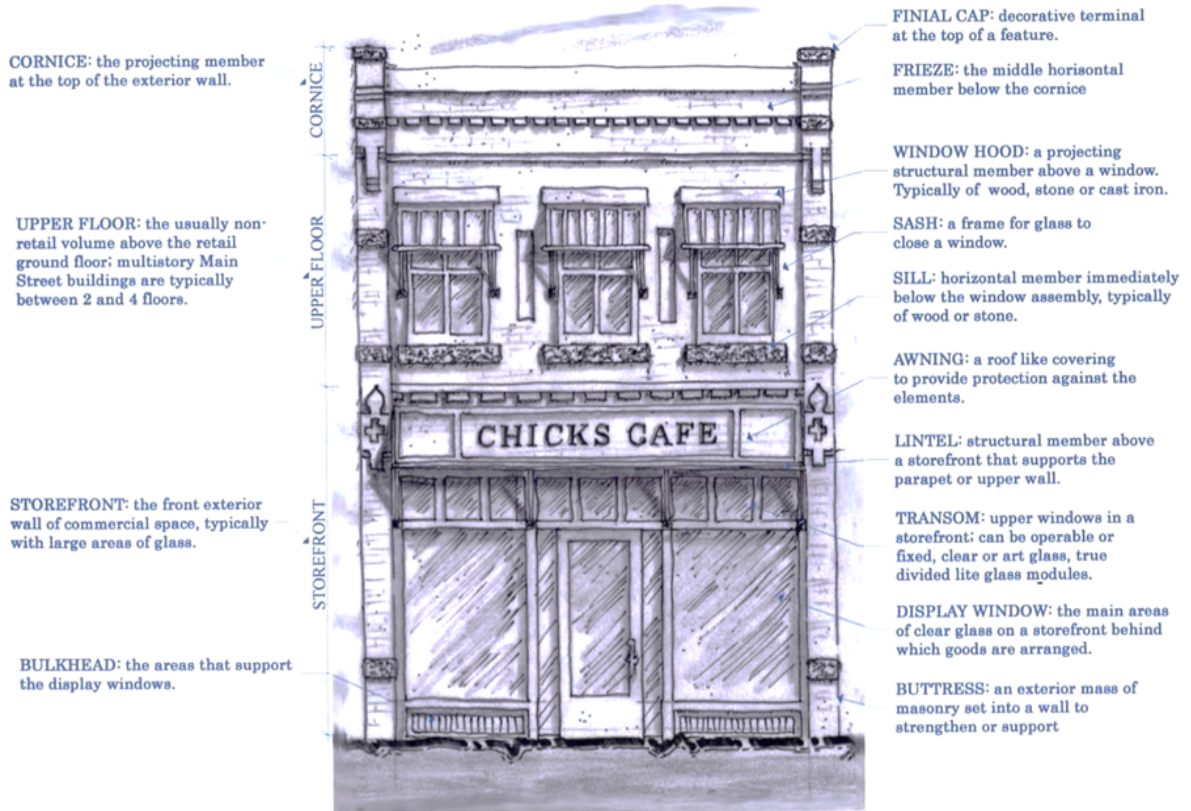 CORNICE: the projecting member
at the top of the exterior wall.
UPPER FLOOR: the usually non-
retail volume above the retail
ground floor; multistory Main
Street buildings are typically
between 2 and 4 floors.
STOREFRONT: the front exterior
wall of commercial space, typically
with large areas of glass.
BULKHEAD: the areas that support
the display windows.
CORNICE
UPPER FLOOR
STOREFRONT
CHICKS CAFE
FINIAL CAP: decorative terminal
at the top of a feature.
FRIEZE: the middle horisontal
member below the cornice
WINDOW HOOD: a projecting
structural member above a window.
Typically of wood, stone or cast iron.
SASH: a frame for glass to
close a window.
SILL: horizontal member immediately
below the window assembly, typically
of wood or stone.
AWNING: a roof like covering
to provide protection against the
elements.
LINTEL: structural member above
a storefront that supports the
parapet or upper wall.
TRANSOM: upper windows in a
storefront; can be operable or
fixed, clear or art glass, true
divided lite glass modules.
DISPLAY WINDOW: the main areas
of clear glass on a storefront behind
which goods are arranged.
BUTTRESS: an exterior mass of
masonry set into a wall to
strengthen or support